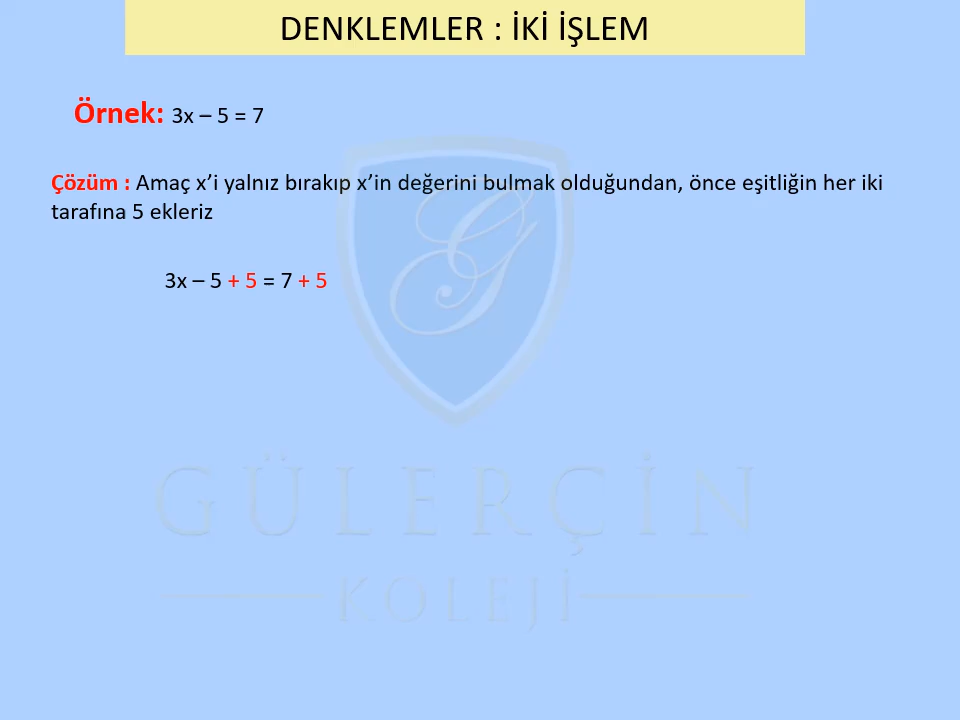 DENKLEMLER : İKİ İŞLEM
Örnek: 3x – 5 = 7
Çözüm : Amaç x’i yalnız bırakıp x’in değerini bulmak olduğundan, önce eşitliğin her iki
tarafına 5 ekleriz
3x – 5 + 5 = 7 + 5
G
GÜLERÇİN
KOLEJİ